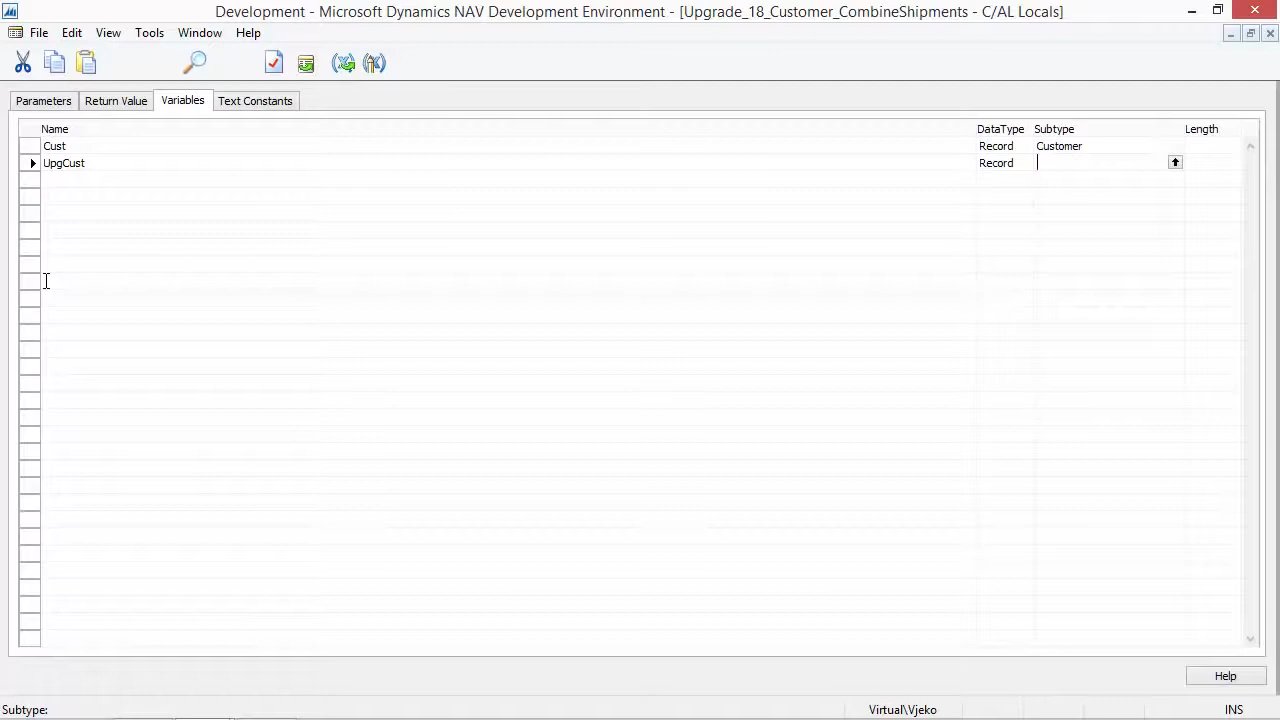 Development - Microsoft Dynamics NAV Development Environment - [Upgrade_18_Customer_CombineShipments - C/AL Locals]
File Edit View Tools Window Help
Parameters Return Value Variables Text Constants
Name DataType Subtype Length
Cust Record Customer
UpgCust Record
Help
Subtype: Virtual\Vjeko INS